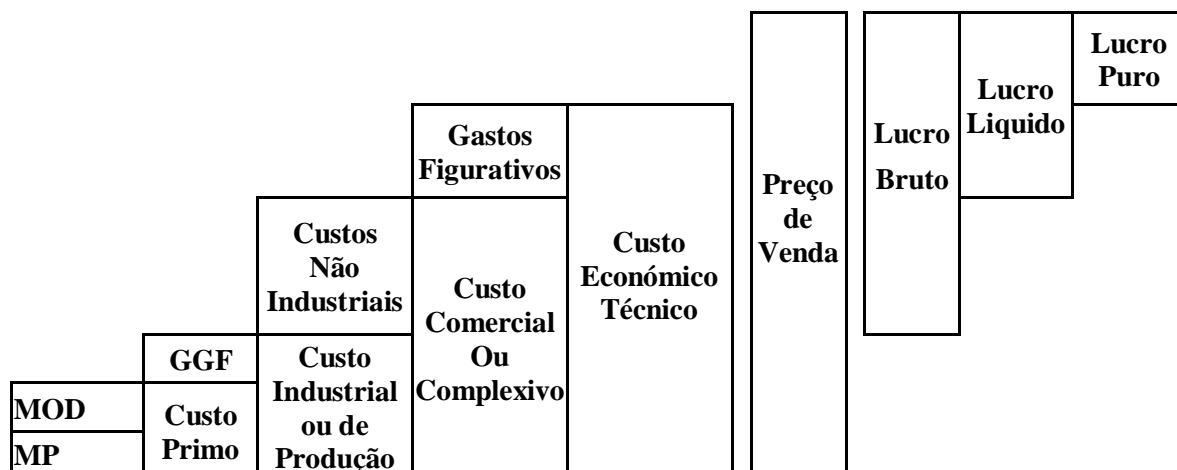 MOD
MP
GGF
Custo
Primo
Custos
Não
Industriais
Custo
Industrial
ou de
Produção
Gastos
Figurativos
Custo
Comercial
Ou
Complexivo
Custo
Económico
Técnico
Preço
de
Venda
Lucro
Bruto
Lucro
Liquido
Lucro
Puro